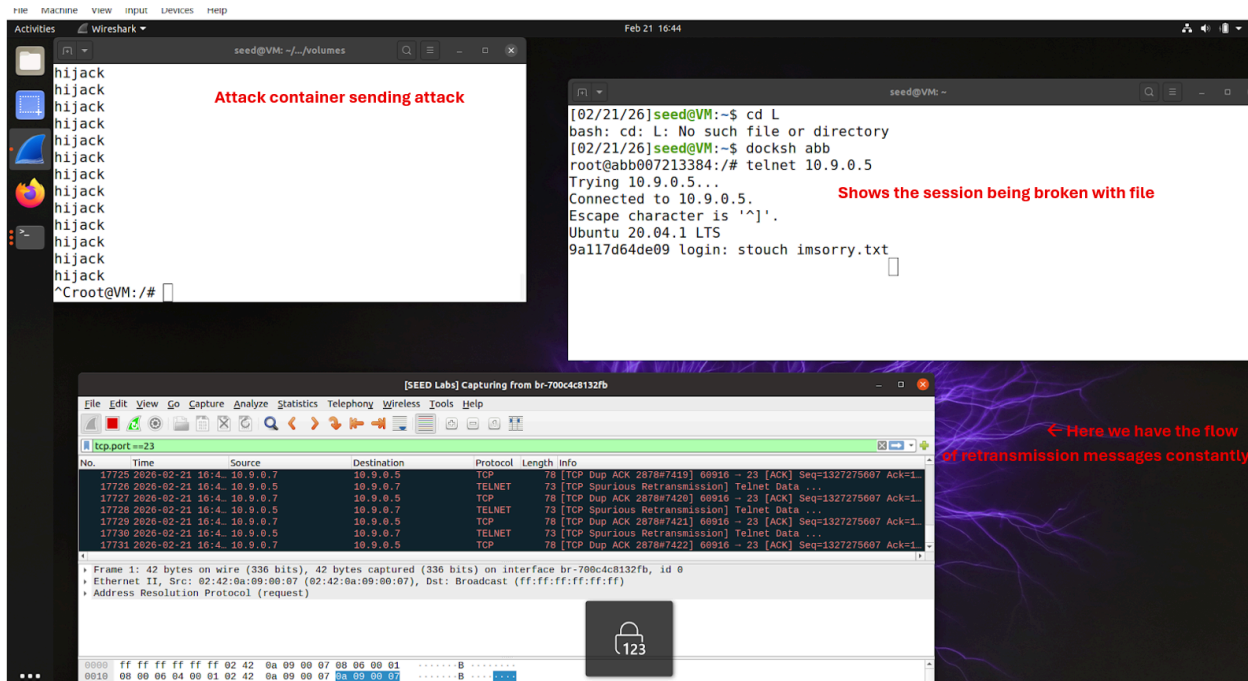 File Machine View Input Devices Help
Activities Wireshark Feb 21 16:44
seed@VM: ~/.../volumes
hijack
hijack
hijack
hijack
hijack
hijack
hijack
hijack
hijack
hijack
hijack
hijack
hijack
^Croot@VM:/#
Attack container sending attack
seed@VM: ~
[02/21/26]seed@VM:~$ cd L
bash: cd: L: No such file or directory
[02/21/26]seed@VM:~$ docksh abb
root@abb007213384:/# telnet 10.9.0.5
Trying 10.9.0.5...
Connected to 10.9.0.5.
Escape character is '^]'.
Ubuntu 20.04.1 LTS
9a117d64de09 login: stouch imsorry.txt
Shows the session being broken with file
[SEED Labs] Capturing from br-700c4c8132fb
File Edit View Go Capture Analyze Statistics Telephony Wireless Tools Help
tcp.port ==23
No. Time Source Destination Protocol Length Info
17725 2026-02-21 16:4… 10.9.0.7 10.9.0.5 TCP 78 [TCP Dup ACK 2878#7419] 60916 → 23 [ACK] Seq=1327275607 Ack=1…
17726 2026-02-21 16:4… 10.9.0.5 10.9.0.7 TELNET 73 [TCP Spurious Retransmission] Telnet Data ...
17727 2026-02-21 16:4… 10.9.0.7 10.9.0.5 TCP 78 [TCP Dup ACK 2878#7420] 60916 → 23 [ACK] Seq=1327275607 Ack=1…
17728 2026-02-21 16:4… 10.9.0.5 10.9.0.7 TELNET 73 [TCP Spurious Retransmission] Telnet Data ...
17729 2026-02-21 16:4… 10.9.0.7 10.9.0.5 TCP 78 [TCP Dup ACK 2878#7421] 60916 → 23 [ACK] Seq=1327275607 Ack=1…
17730 2026-02-21 16:4… 10.9.0.5 10.9.0.7 TELNET 73 [TCP Spurious Retransmission] Telnet Data ...
17731 2026-02-21 16:4… 10.9.0.7 10.9.0.5 TCP 78 [TCP Dup ACK 2878#7422] 60916 → 23 [ACK] Seq=1327275607 Ack=1…
← Here we have the flow
of retransmission messages constantly
Frame 1: 42 bytes on wire (336 bits), 42 bytes captured (336 bits) on interface br-700c4c8132fb, id 0
Ethernet II, Src: 02:42:0a:09:00:07 (02:42:0a:09:00:07), Dst: Broadcast (ff:ff:ff:ff:ff:ff)
Address Resolution Protocol (request)
123
0000 ff ff ff ff ff ff 02 42 0a 09 00 07 08 06 00 01 ·······B ········
0010 08 00 06 04 00 01 02 42 0a 09 00 07 0a 09 00 07 ·······B ········